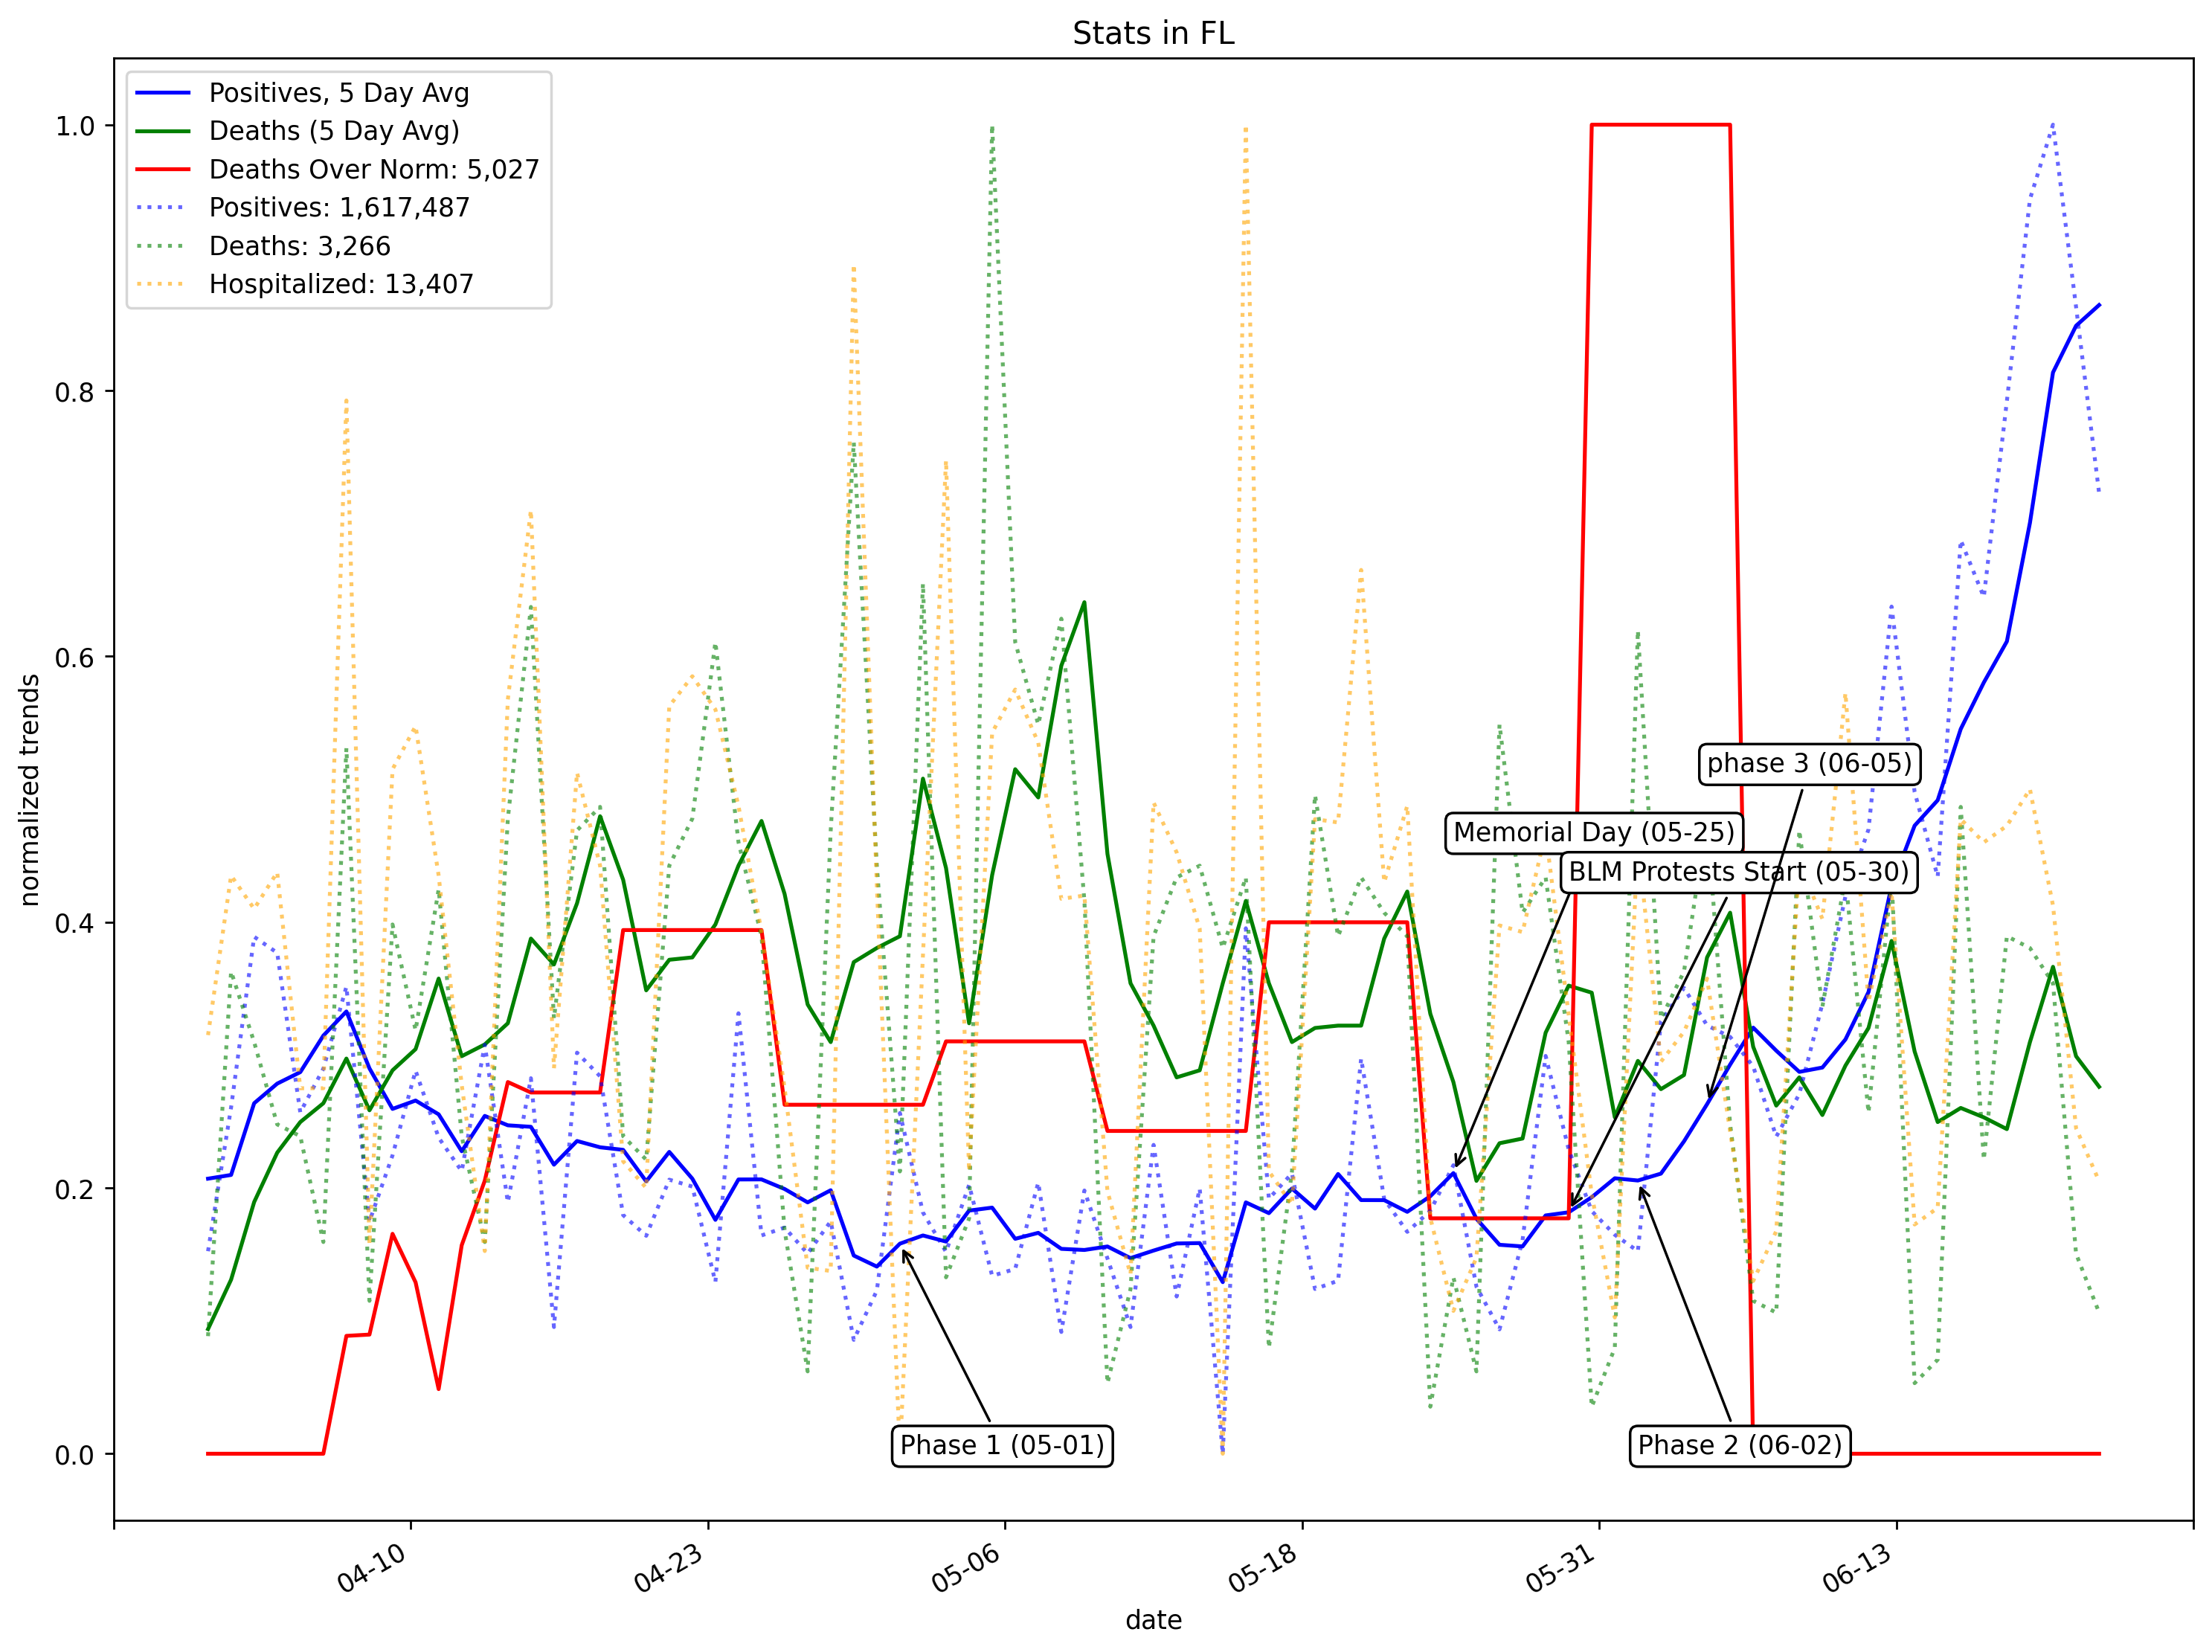 Stats in FL
Positives, 5 Day Avg
Deaths (5 Day Avg)
Deaths Over Norm: 5,027
Positives: 1,617,487
Deaths: 3,266
Hospitalized: 13,407
normalized trends
1.0
0.8
0.6
0.4
0.2
0.0
phase 3 (06-05)
Memorial Day (05-25)
BLM Protests Start (05-30)
Phase 1 (05-01)
Phase 2 (06-02)
04-10
04-23
05-06
05-18
05-31
06-13
date